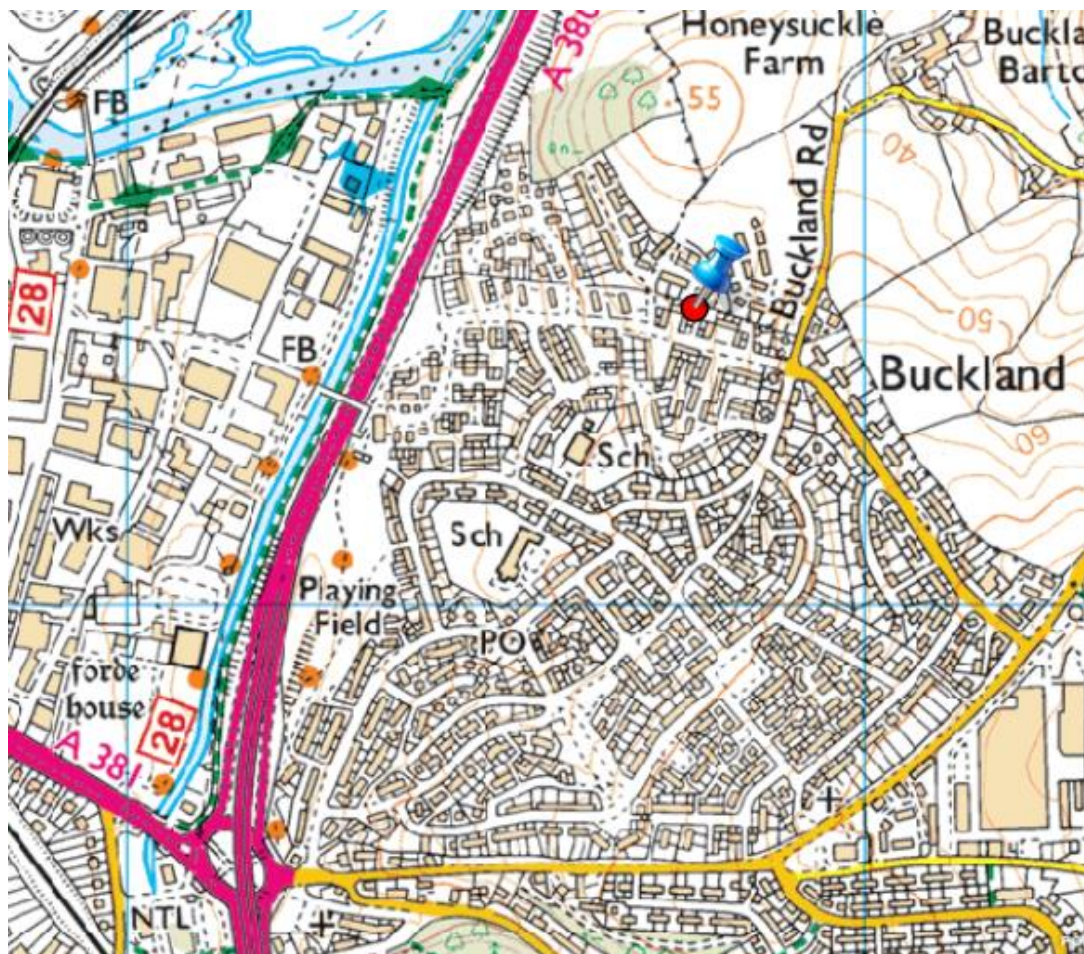 Honeysuckle
Farm
Buckla
Barto
A 380
FB
55
Buckland Rd
40
28
50
FB
Buckland
60
Sch
Sch
Wks
Playing
Field
PO
forde
house
28
A 381
NTL